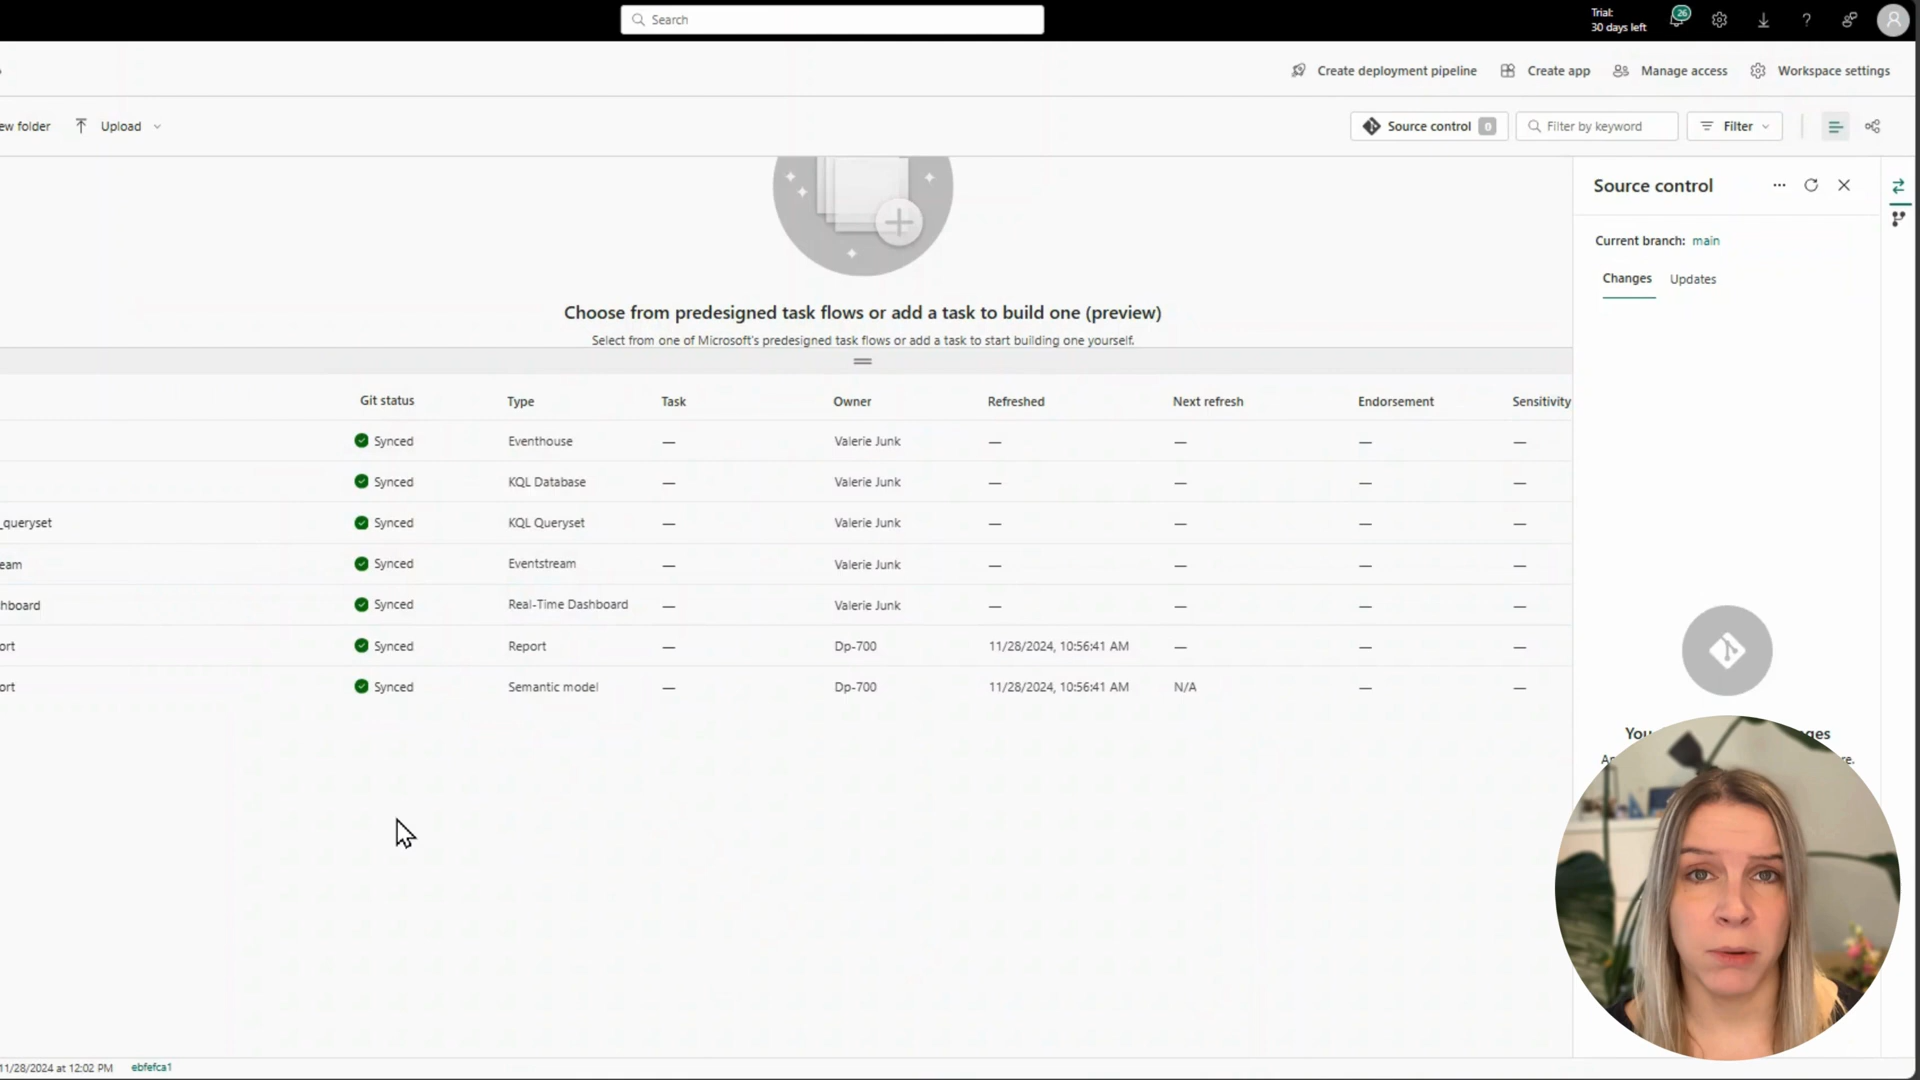 Search
Trial:
30 days left
26
Create deployment pipeline
Create app
Manage access
Workspace settings
ew folder
Upload
Source control 0
Filter by keyword
Filter
Source control
Current branch: main
Changes
Updates
Choose from predesigned task flows or add a task to build one (preview)
Select from one of Microsoft's predesigned task flows or add a task to start building one yourself.
Git status Type Task Owner Refreshed Next refresh Endorsement Sensitivity
Synced Eventhouse — Valerie Junk — — — —
Synced KQL Database — Valerie Junk — — — —
_queryset Synced KQL Queryset — Valerie Junk — — — —
eam Synced Eventstream — Valerie Junk — — — —
hboard Synced Real-Time Dashboard — Valerie Junk — — — —
ort Synced Report — Dp-700 11/28/2024, 10:56:41 AM — — —
ort Synced Semantic model — Dp-700 11/28/2024, 10:56:41 AM N/A — —
You
11/28/2024 at 12:02 PM ebfefca1